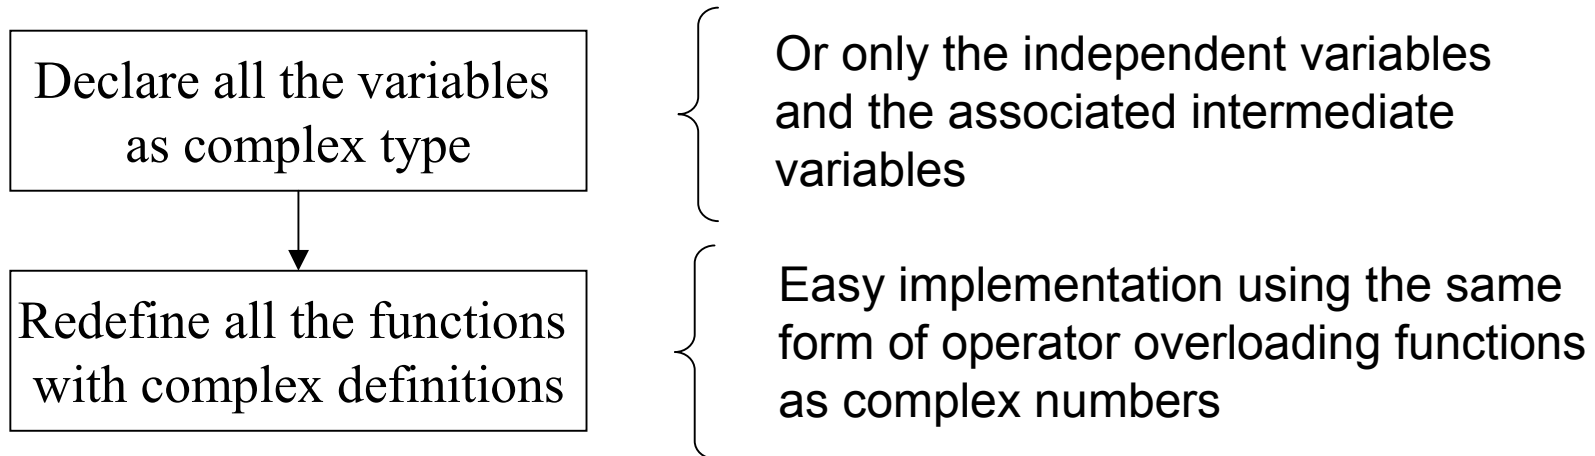 Declare all the variables
as complex type
Or only the independent variables
and the associated intermediate
variables
Redefine all the functions
with complex definitions
Easy implementation using the same
form of operator overloading functions
as complex numbers